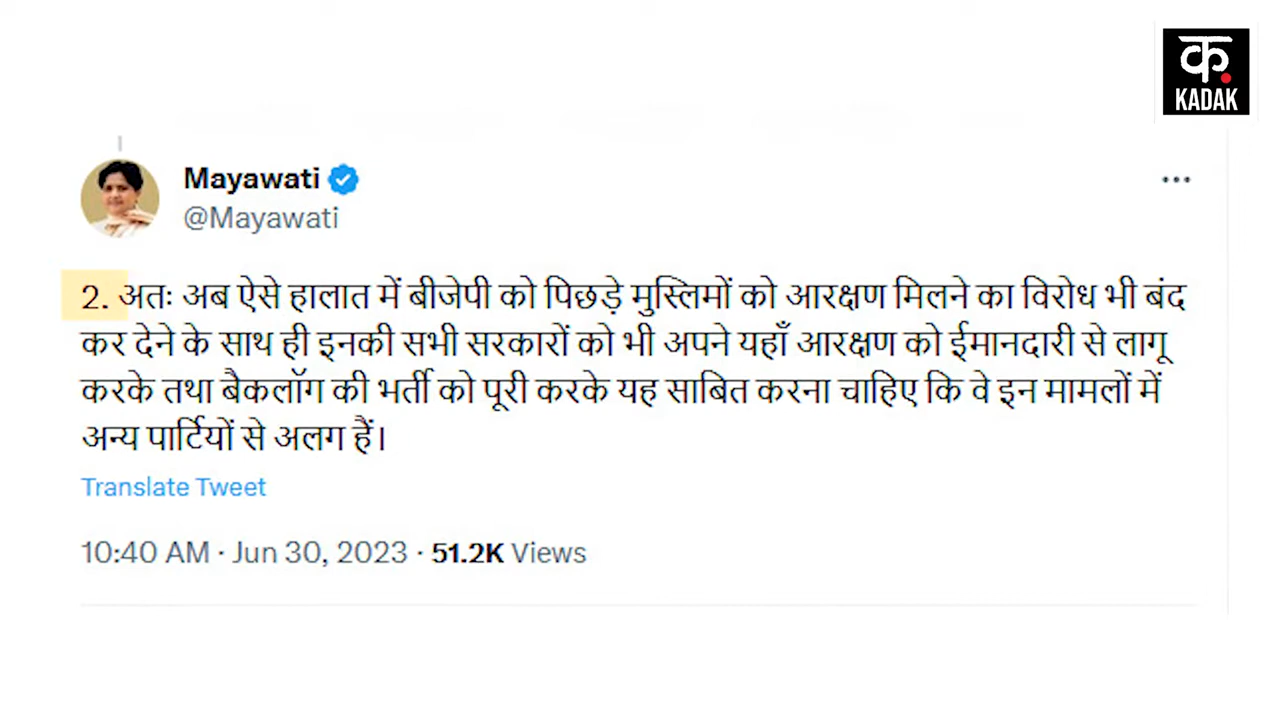 क
KADAK
Mayawati
@Mayawati
2. अतः अब ऐसे हालात में बीजेपी को पिछड़े मुस्लिमों को आरक्षण मिलने का विरोध भी बंद
कर देने के साथ ही इनकी सभी सरकारों को भी अपने यहाँ आरक्षण को ईमानदारी से लागू
करके तथा बैकलॉग की भर्ती को पूरी करके यह साबित करना चाहिए कि वे इन मामलों में
अन्य पार्टियों से अलग हैं।
Translate Tweet
10:40 AM · Jun 30, 2023 · 51.2K Views